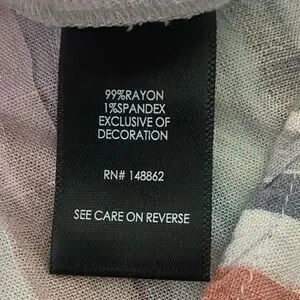 99%RAYON
1%SPANDEX
EXCLUSIVE OF
DECORATION
RN# 148862
SEE CARE ON REVERSE